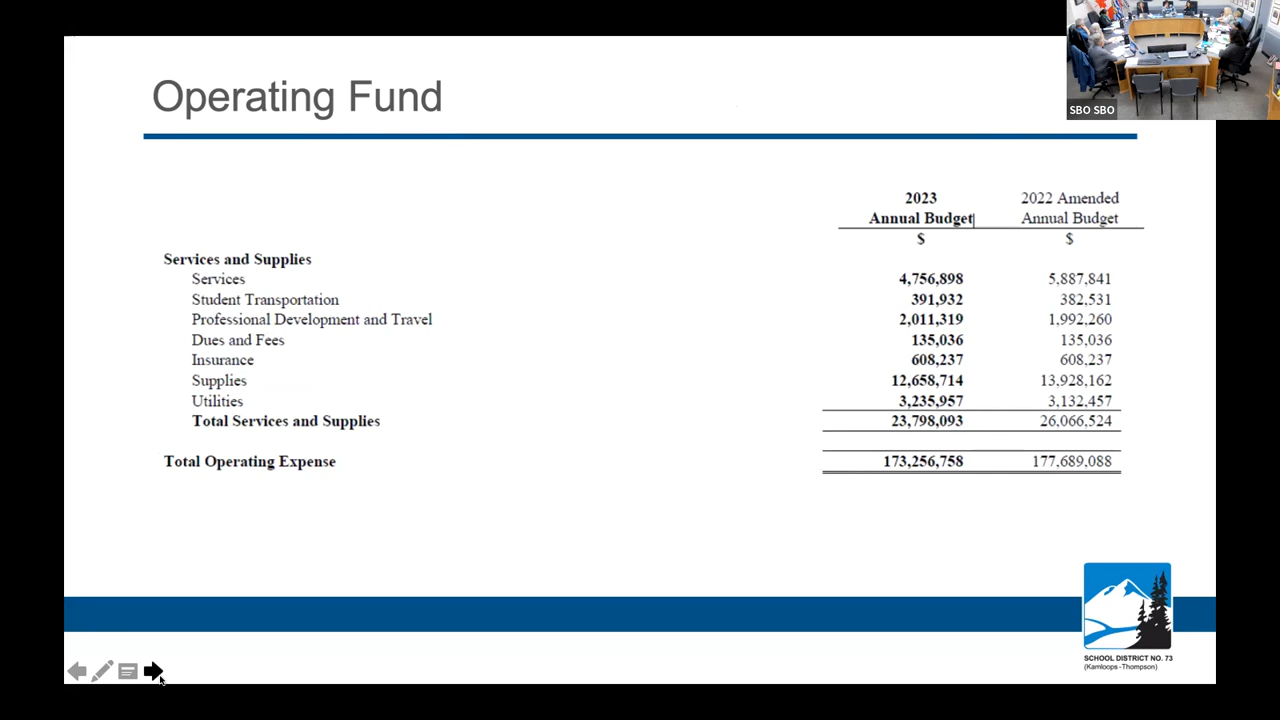 SBO SBO
Operating Fund
2023 2022 Amended
Annual Budget Annual Budget
$ $
Services and Supplies
Services 4,756,898 5,887,841
Student Transportation 391,932 382,531
Professional Development and Travel 2,011,319 1,992,260
Dues and Fees 135,036 135,036
Insurance 608,237 608,237
Supplies 12,658,714 13,928,162
Utilities 3,235,957 3,132,457
Total Services and Supplies 23,798,093 26,066,524
Total Operating Expense 173,256,758 177,689,088
SCHOOL DISTRICT NO. 73
(Kamloops -Thompson)